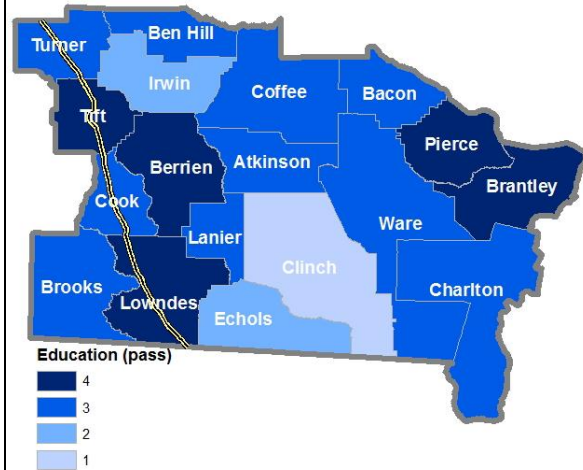 Turner
Ben Hill
Irwin
Coffee
Bacon
Tift
Pierce
Berrien
Atkinson
Brantley
Cook
Ware
Lanier
Clinch
Brooks
Charlton
Lowndes
Echols
Education (pass)
4
3
2
1